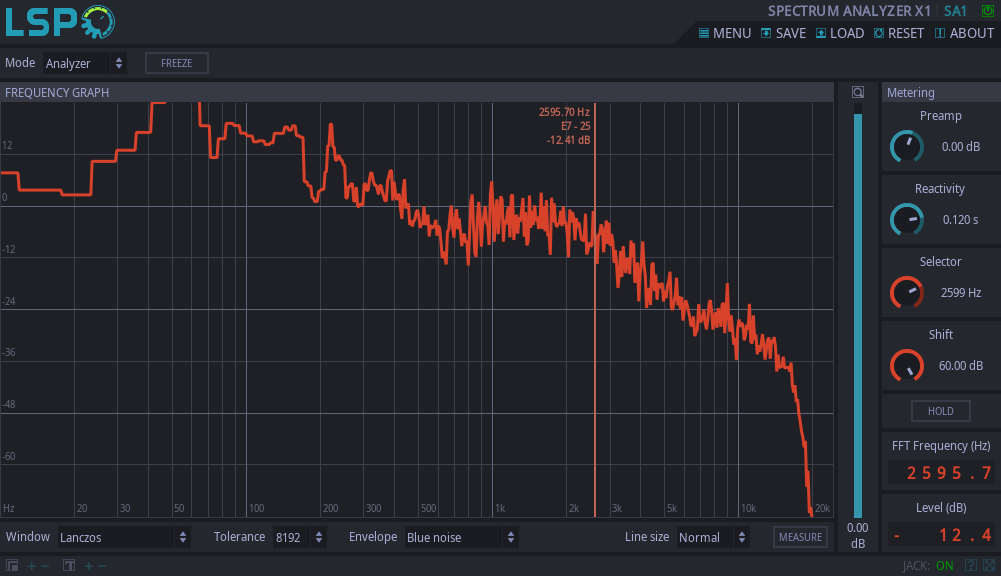 LSP
SPECTRUM ANALYZER X1 SA1
MENU SAVE LOAD RESET ABOUT
Mode Analyzer FREEZE
FREQUENCY GRAPH
Metering
2595.70 Hz
E7 - 25
-12.41 dB
12
0
-12
-24
-36
-48
-60
Hz 20 30 50 100 200 300 500 1k 2k 3k 5k 10k 20k
0.00
dB
Preamp
0.00 dB
Reactivity
0.120 s
Selector
2599 Hz
Shift
60.00 dB
HOLD
FFT Frequency (Hz)
2595.7
Level (dB)
- 12.4
Window Lanczos Tolerance 8192 Envelope Blue noise Line size Normal MEASURE
JACK: ON